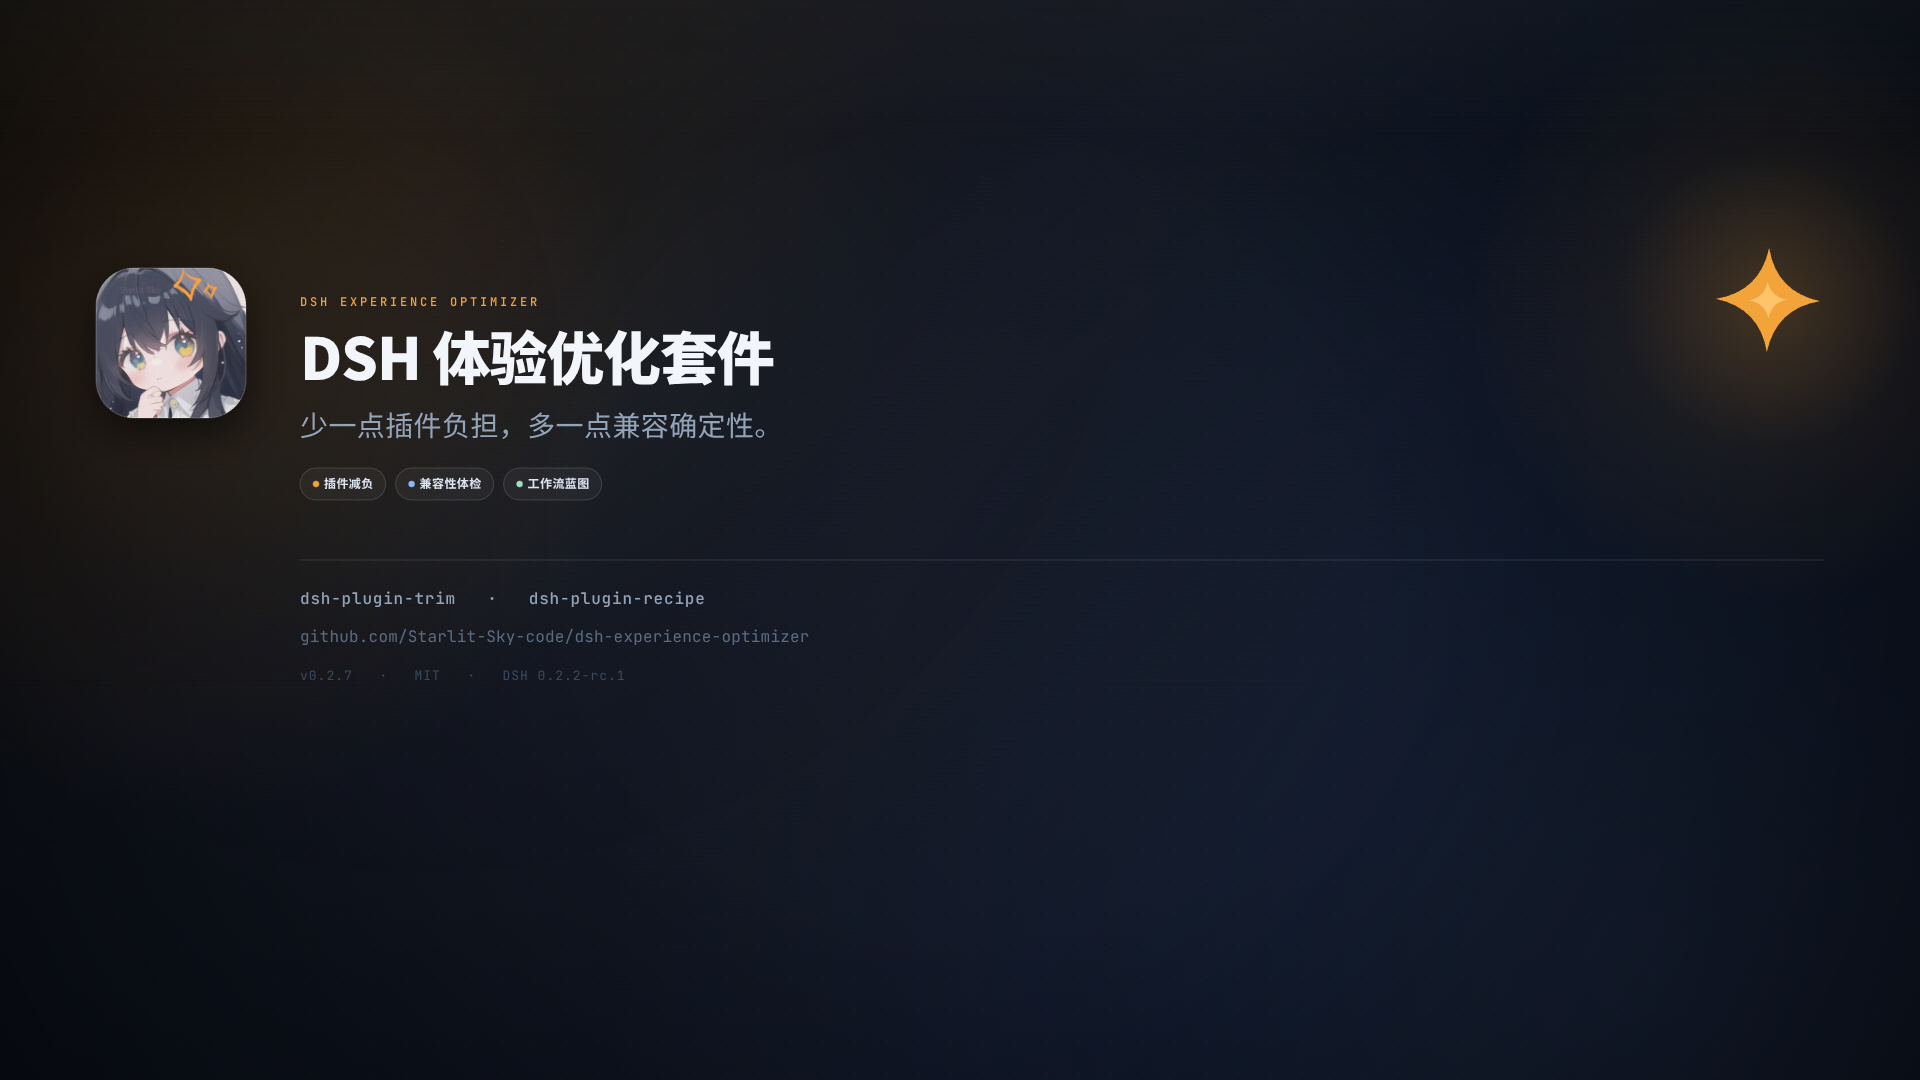 DSH EXPERIENCE OPTIMIZER
DSH 体验优化套件
少一点插件负担，多一点兼容确定性。
插件减负 兼容性体检 工作流蓝图
dsh-plugin-trim · dsh-plugin-recipe
github.com/Starlit-Sky-code/dsh-experience-optimizer
v0.2.7 · MIT · DSH 0.2.2-rc.1